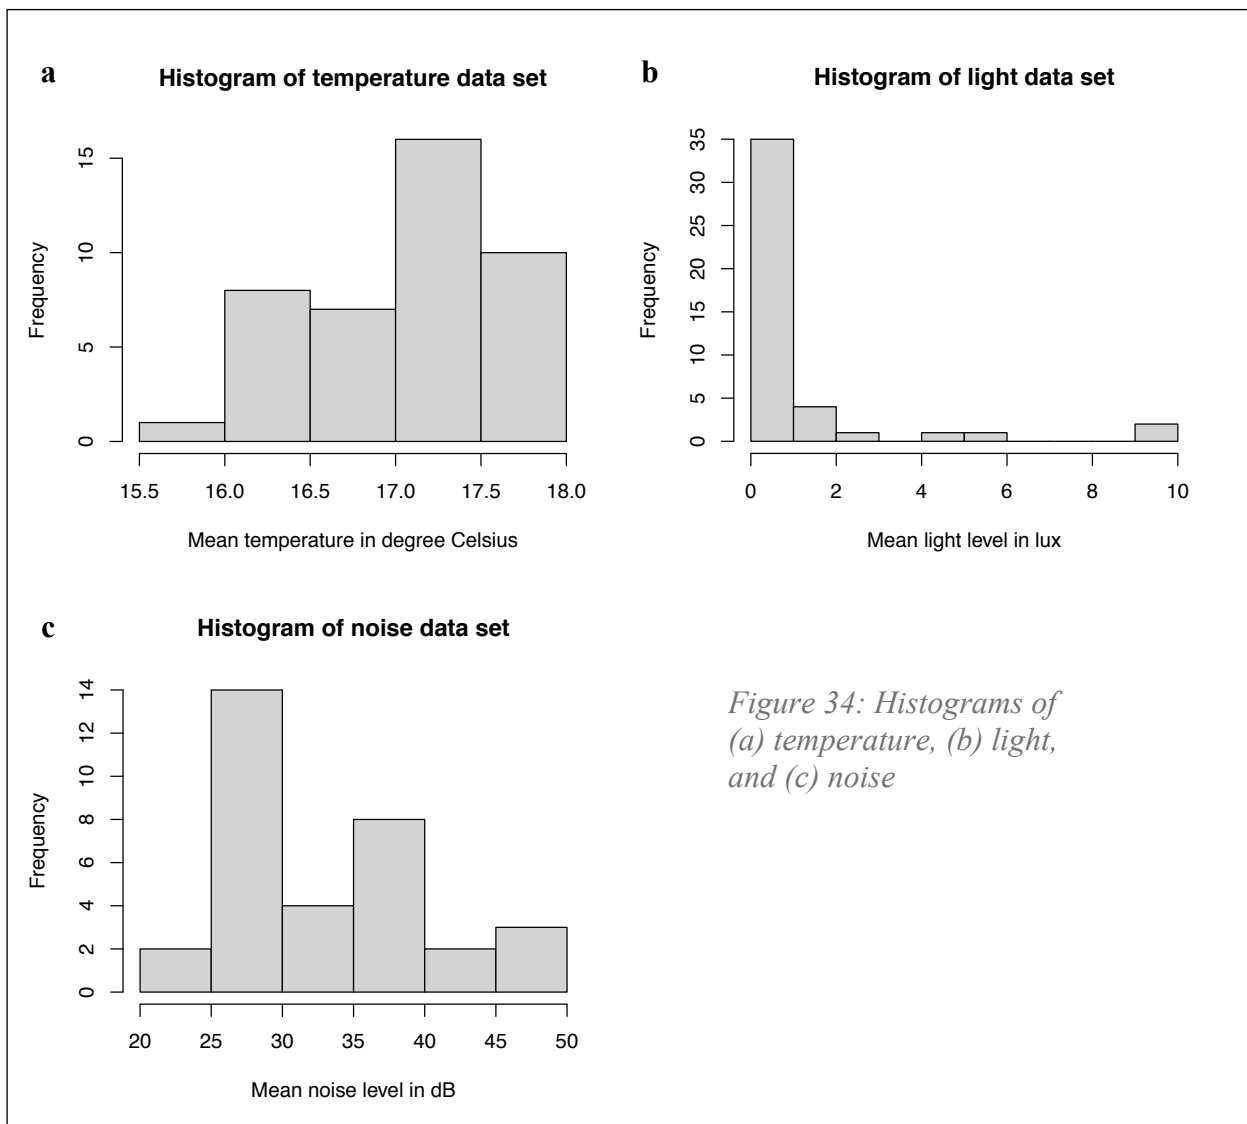 a
Histogram of temperature data set
Frequency
0
5
10
15
15.5 16.0 16.5 17.0 17.5 18.0
Mean temperature in degree Celsius
b
Histogram of light data set
Frequency
0
5
10
15
20
25
30
35
0 2 4 6 8 10
Mean light level in lux
c
Histogram of noise data set
Frequency
0
2
4
6
8
10
12
14
20 25 30 35 40 45 50
Mean noise level in dB
Figure 34: Histograms of
(a) temperature, (b) light,
and (c) noise